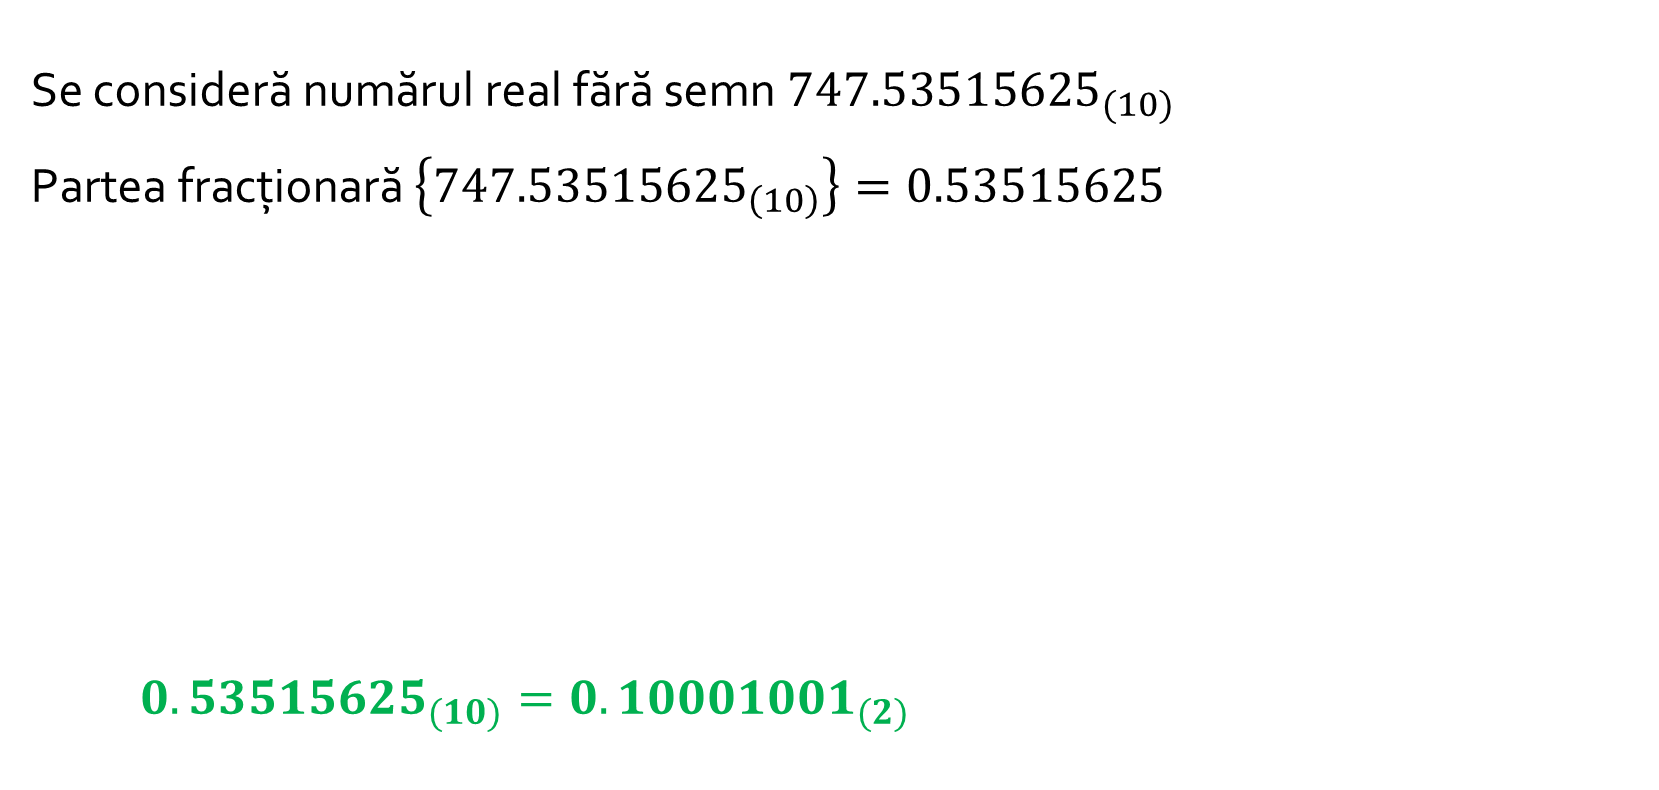 Se consideră numărul real fără semn 747.53515625(10)
Partea fracționară {747.53515625(10)} = 0.53515625
0.53515625(10) = 0.10001001(2)